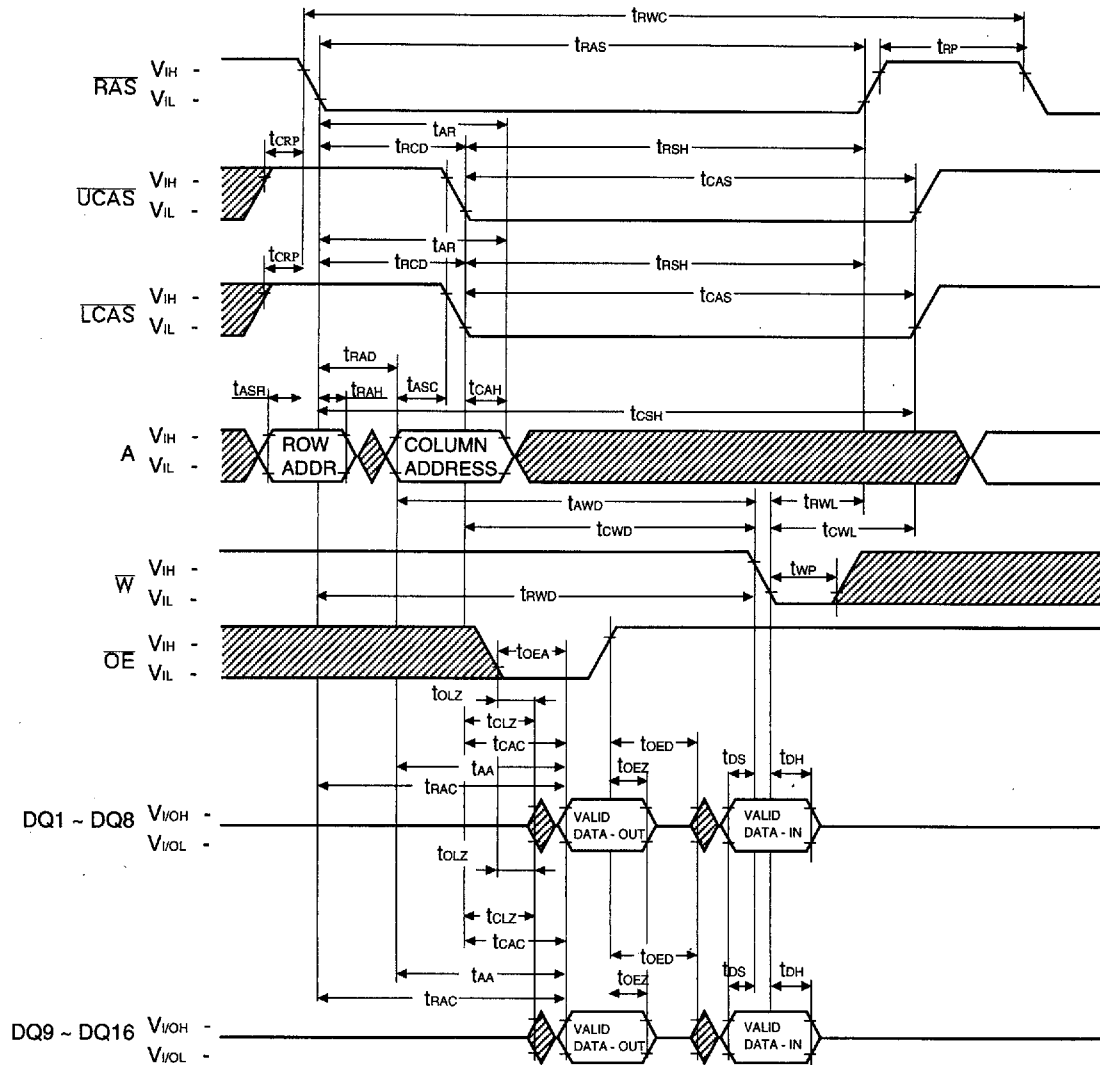 tRWC
tRAS
tRP
RAS
VIH -
VIL -
tAR
tCRP
tRCD
tRSH
UCAS
VIH -
VIL -
tCAS
tAR
tCRP
tRCD
tRSH
LCAS
VIH -
VIL -
tCAS
tRAD
tASR
tRAH
tASC
tCAH
tCSH
A
VIH -
VIL -
ROW
ADDR
COLUMN
ADDRESS
tAWD
tRWL
tCWD
tCWL
W
VIH -
VIL -
tWP
tRWD
OE
VIH -
VIL -
tOEA
tOLZ
tCLZ
tCAC
tOED
tAA
tOEZ
tDS
tDH
tRAC
DQ1 ~ DQ8
VI/OH -
VI/OL -
VALID
DATA - OUT
VALID
DATA - IN
tOLZ
tCLZ
tCAC
tOED
tAA
tOEZ
tDS
tDH
tRAC
DQ9 ~ DQ16
VI/OH -
VI/OL -
VALID
DATA - OUT
VALID
DATA - IN